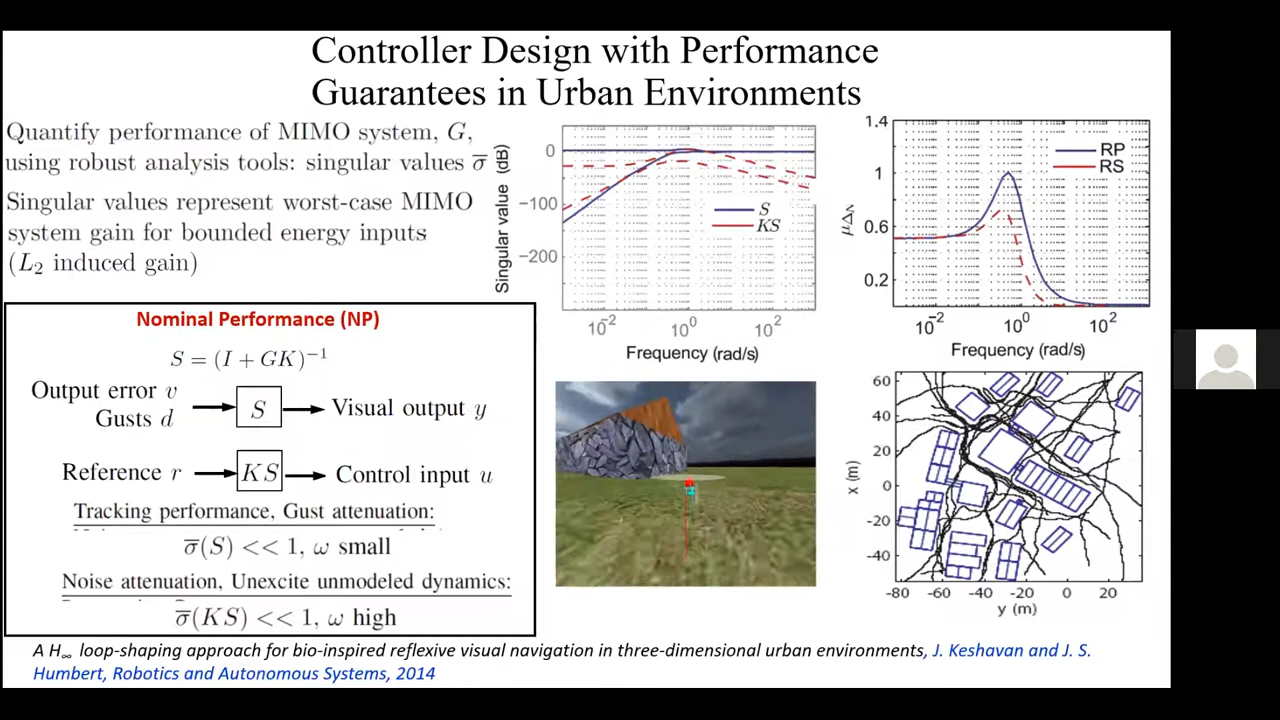 Controller Design with Performance
Guarantees in Urban Environments
Quantify performance of MIMO system, G,
using robust analysis tools: singular values σ̅
Singular values represent worst-case MIMO
system gain for bounded energy inputs
(L₂ induced gain)
Nominal Performance (NP)
S = (I + GK)⁻¹
Output error v
Gusts d
S
Visual output y
Reference r
KS
Control input u
Tracking performance, Gust attenuation:
σ̅(S) << 1, ω small
Noise attenuation, Unexcite unmodeled dynamics:
σ̅(KS) << 1, ω high
Singular value (dB)
0
-100
-200
S
KS
10⁻² 10⁰ 10²
Frequency (rad/s)
μΔN
1.4
1
0.6
0.2
RP
RS
10⁻² 10⁰ 10²
Frequency (rad/s)
x (m)
60
40
20
0
-20
-40
-80 -60 -40 -20 0 20
y (m)
A H∞ loop-shaping approach for bio-inspired reflexive visual navigation in three-dimensional urban environments, J. Keshavan and J. S.
Humbert, Robotics and Autonomous Systems, 2014